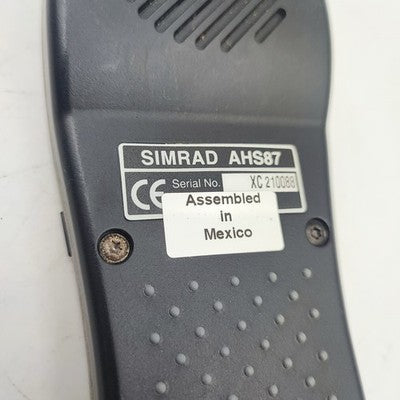 SIMRAD AHS87
CE Serial No. XC 210088
Assembled
in
Mexico